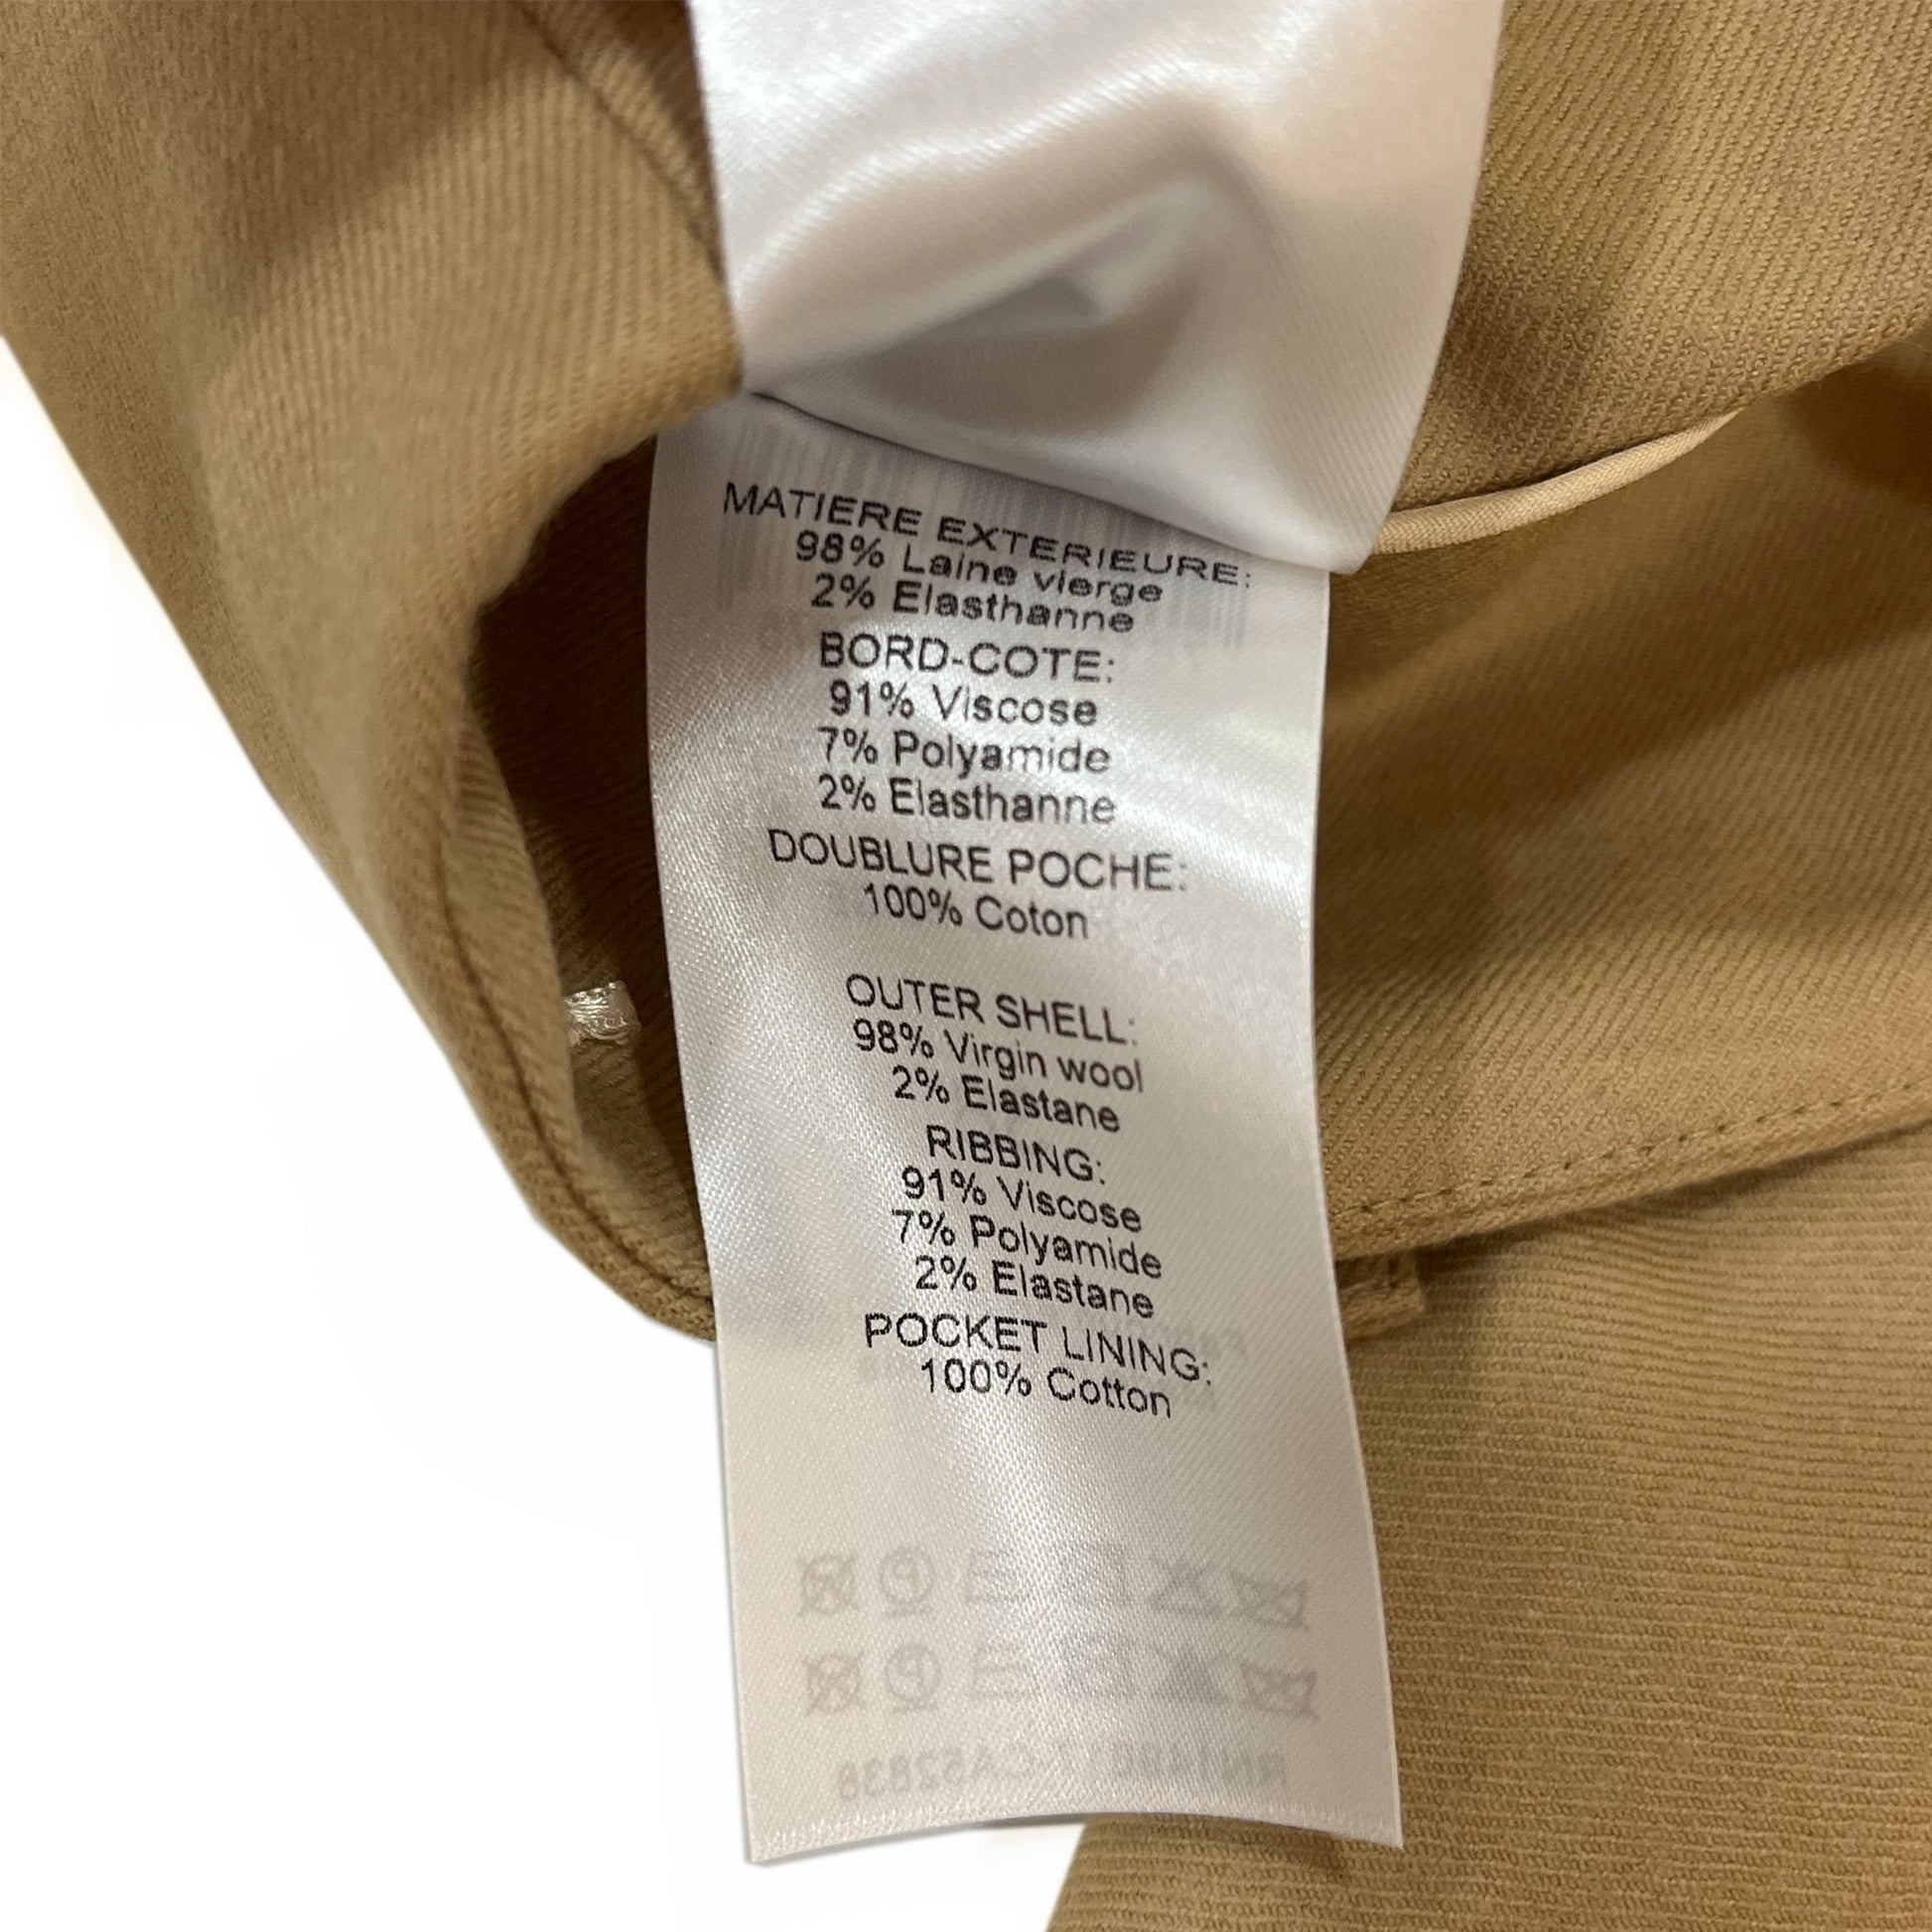 MATIERE EXTERIEURE:
98% Laine vierge
2% Elasthanne
BORD-COTE:
91% Viscose
7% Polyamide
2% Elasthanne
DOUBLURE POCHE:
100% Coton
OUTER SHELL:
98% Virgin wool
2% Elastane
RIBBING:
91% Viscose
7% Polyamide
2% Elastane
POCKET LINING:
100% Cotton